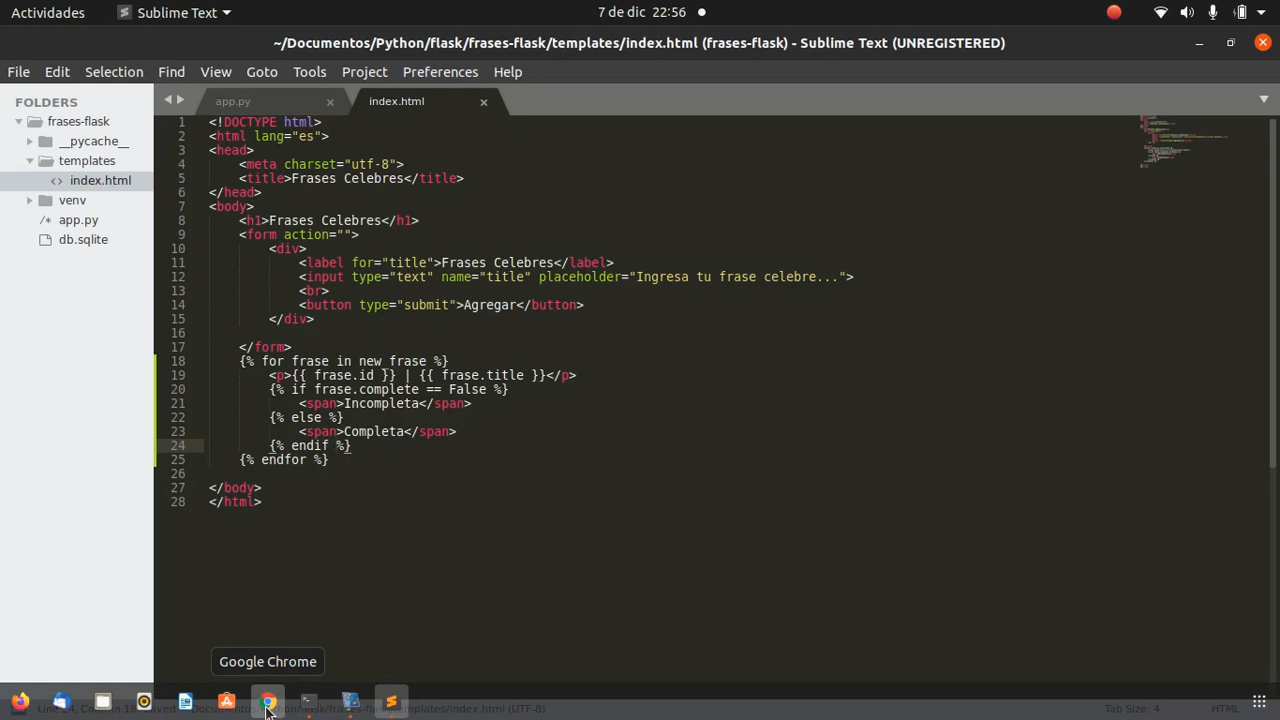 Actividades
Sublime Text
7 de dic 22:56
~/Documentos/Python/flask/frases-flask/templates/index.html (frases-flask) - Sublime Text (UNREGISTERED)
File Edit Selection Find View Goto Tools Project Preferences Help
FOLDERS
frases-flask
__pycache__
templates
<> index.html
venv
/* app.py
db.sqlite
app.py
index.html
1 <!DOCTYPE html>
2 <html lang="es">
3 <head>
4 <meta charset="utf-8">
5 <title>Frases Celebres</title>
6 </head>
7 <body>
8 <h1>Frases Celebres</h1>
9 <form action="">
10 <div>
11 <label for="title">Frases Celebres</label>
12 <input type="text" name="title" placeholder="Ingresa tu frase celebre...">
13 <br>
14 <button type="submit">Agregar</button>
15 </div>
16
17 </form>
18 {% for frase in new_frase %}
19 <p>{{ frase.id }} | {{ frase.title }}</p>
20 {% if frase.complete == False %}
21 <span>Incompleta</span>
22 {% else %}
23 <span>Completa</span>
24 {% endif %}
25 {% endfor %}
26
27 </body>
28 </html>
Google Chrome
Tab Size: 4
HTML